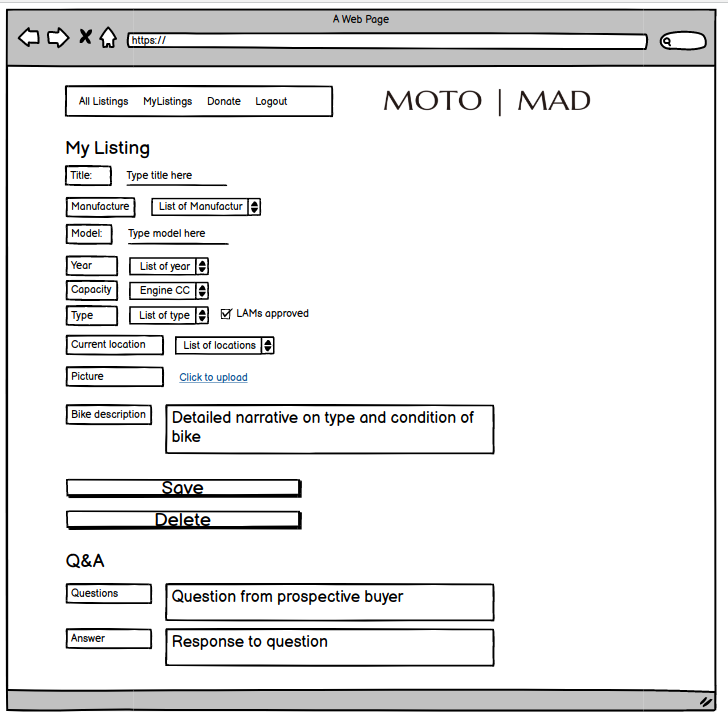 A Web Page
https://
All Listings MyListings Donate Logout
MOTO | MAD
My Listing
Title: Type title here
Manufacture List of Manufactur
Model: Type model here
Year List of year
Capacity Engine CC
Type List of type LAMs approved
Current location List of locations
Picture Click to upload
Bike description Detailed narrative on type and condition of
bike
Save
Delete
Q&A
Questions Question from prospective buyer
Answer Response to question